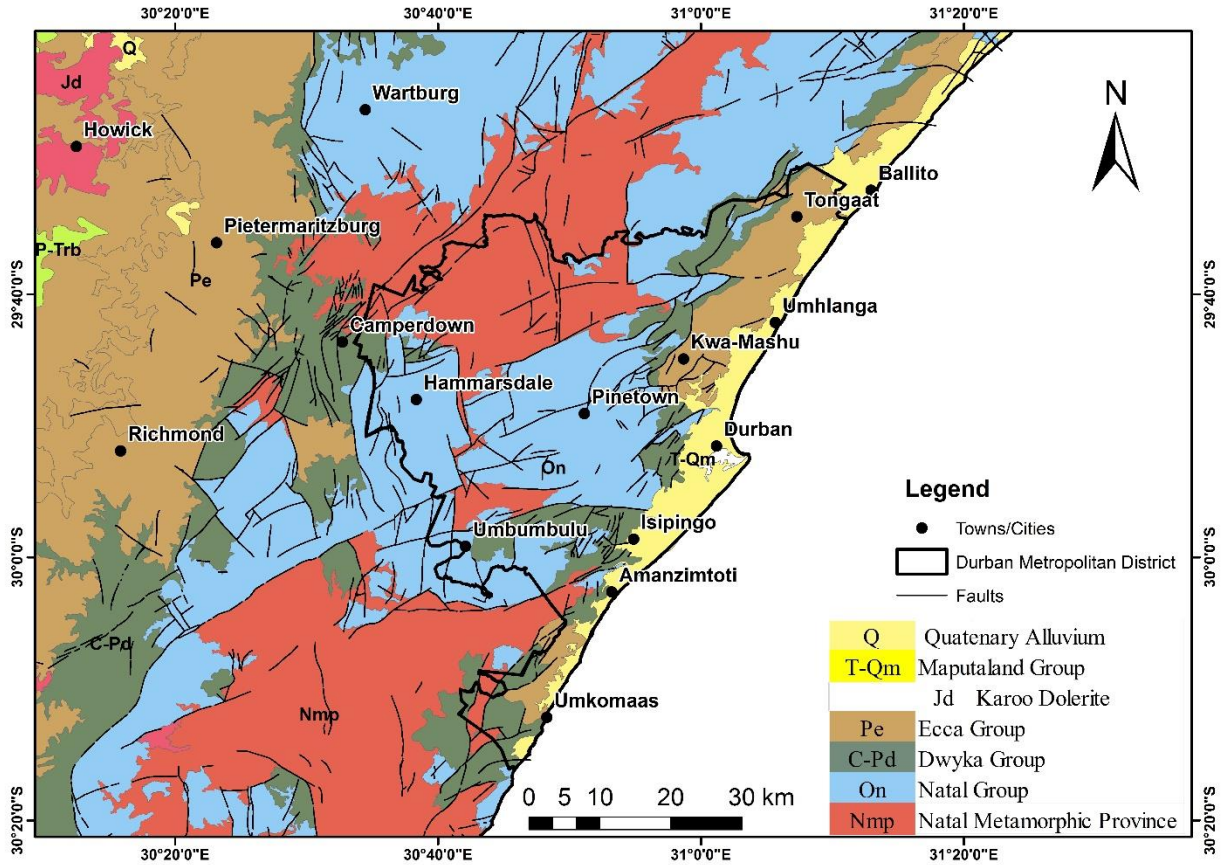 30°20'0"E 30°40'0"E 31°0'0"E 31°20'0"E
Q
Jd
Wartburg
N
Howick
Ballito
Tongaat
Pietermaritzburg
P-Trb
Pe
29°40'0"S 29°40'0"S
Umhlanga
Camperdown
Kwa-Mashu
Hammarsdale
Pinetown
Richmond
Durban
T-Qm
On
Legend
Isipingo
Towns/Cities
Umbumbulu
Durban Metropolitan District
30°0'0"S 30°0'0"S
Amanzimtoti
Faults
C-Pd
Q Quatenary Alluvium
T-Qm Maputaland Group
Jd Karoo Dolerite
Umkomaas
Nmp
Pe Ecca Group
C-Pd Dwyka Group
On Natal Group
0 5 10 20 30 km
Nmp Natal Metamorphic Province
30°20'0"S 30°20'0"S
30°20'0"E 30°40'0"E 31°0'0"E 31°20'0"E